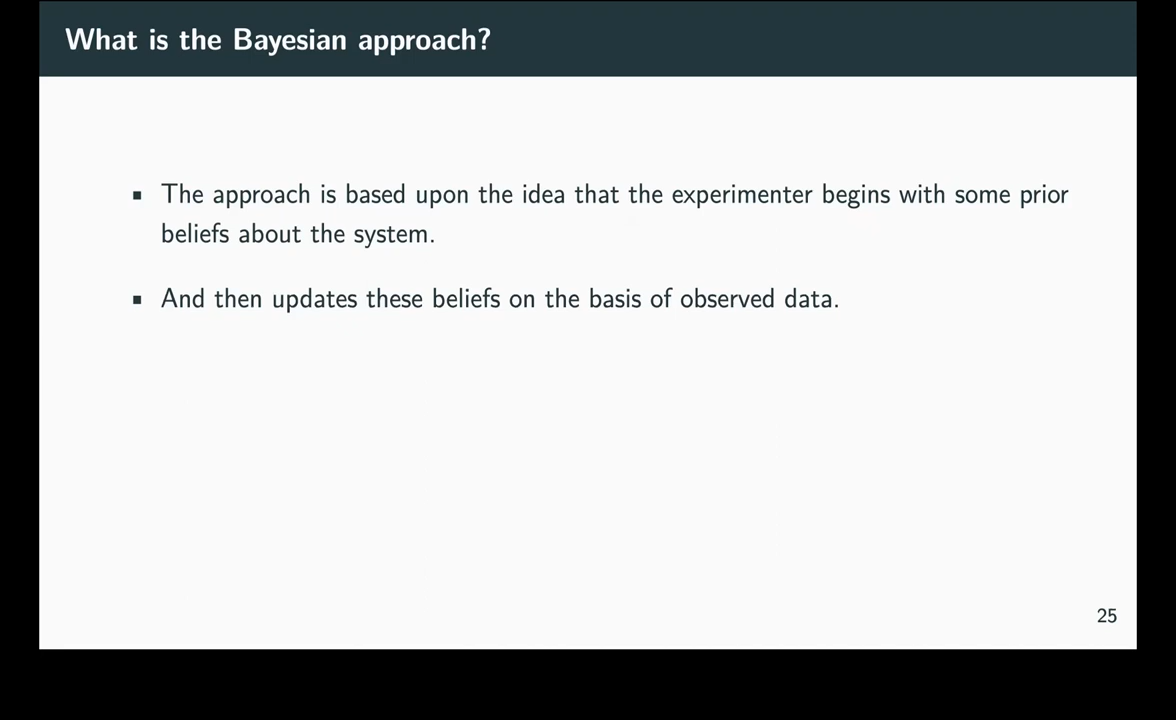 What is the Bayesian approach?
▪ The approach is based upon the idea that the experimenter begins with some prior
beliefs about the system.
▪ And then updates these beliefs on the basis of observed data.
25